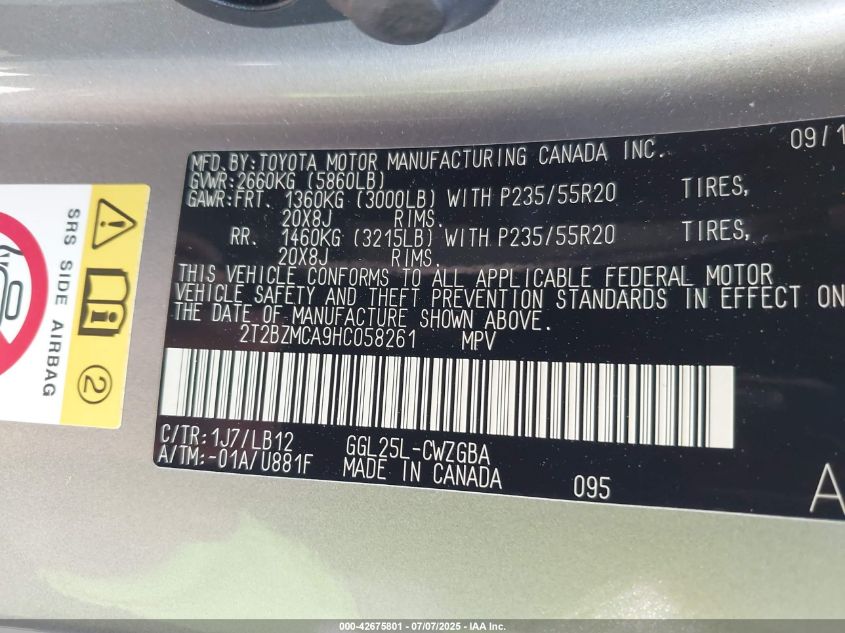 09/1
MFD. BY: TOYOTA MOTOR MANUFACTURING CANADA INC.
GVWR: 2660KG (5860LB)
GAWR: FRT. 1360KG (3000LB) WITH P235/55R20 TIRES,
20X8J RIMS.
RR. 1460KG (3215LB) WITH P235/55R20 TIRES,
20X8J RIMS.
THIS VEHICLE CONFORMS TO ALL APPLICABLE FEDERAL MOTOR
VEHICLE SAFETY AND THEFT PREVENTION STANDARDS IN EFFECT ON
THE DATE OF MANUFACTURE SHOWN ABOVE.
2T2BZMCA9HC058261 MPV
C/TR: 1J7/LB12 GGL25L-CWZGBA
A/TM: -01A/U881F MADE IN CANADA 095 A
SRS SIDE AIRBAG
2
000-42675801 - 07/07/2025 - IAA Inc.